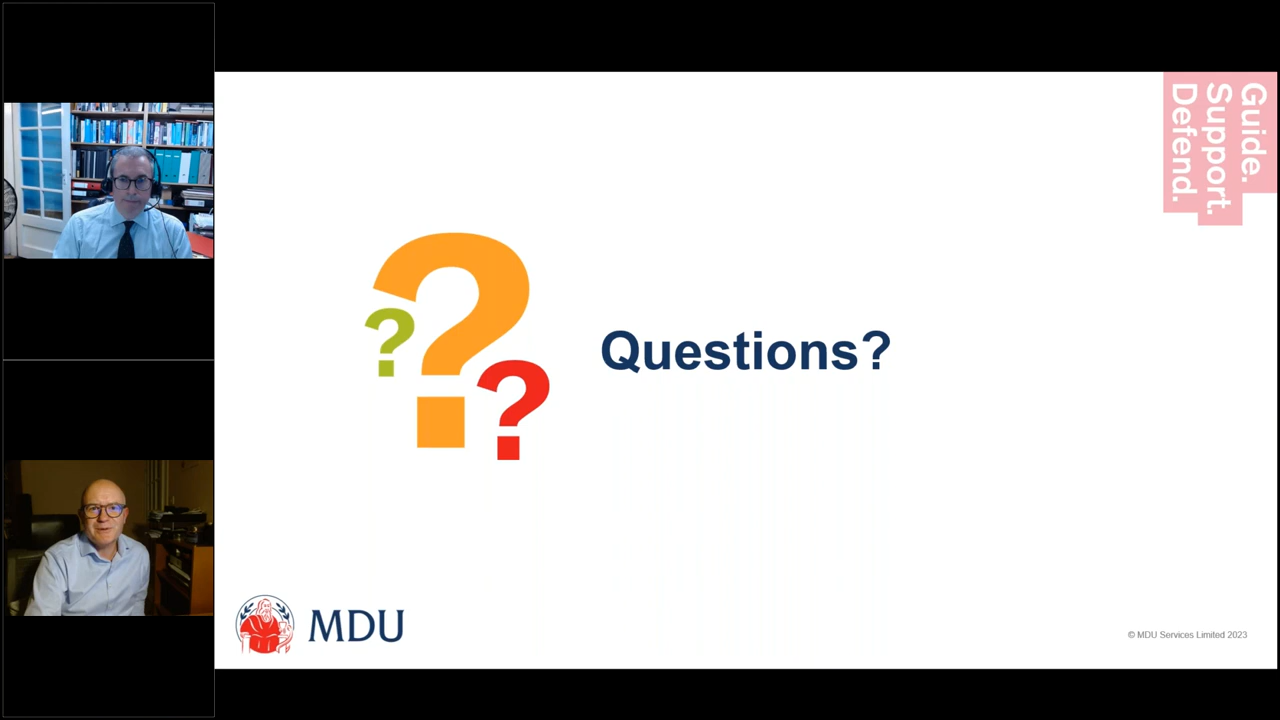 Guide.
Support.
Defend.
?
?
?
Questions?
MDU
© MDU Services Limited 2023